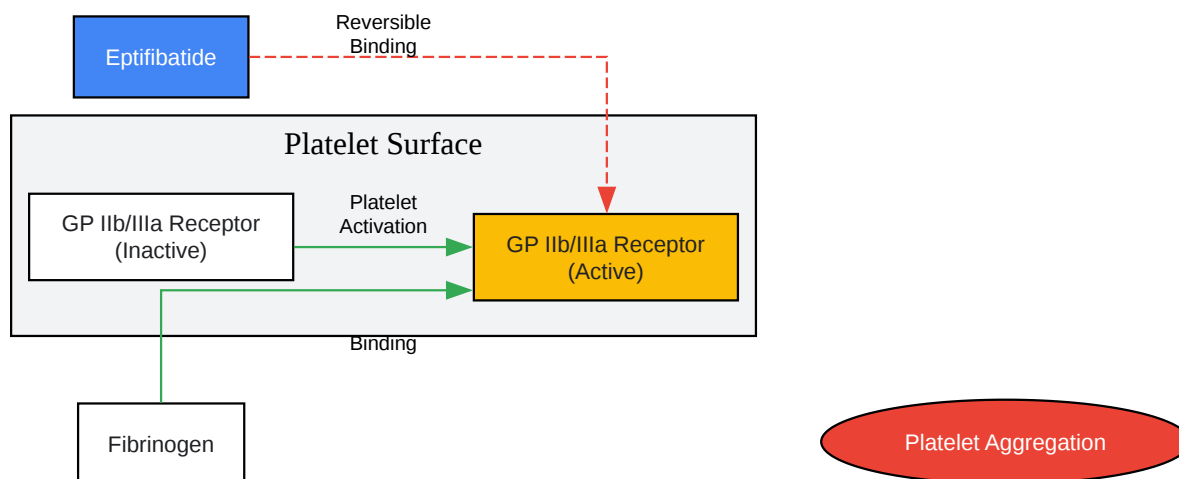 Eptifibatide
Reversible
Binding
Platelet Surface
GP IIb/IIIa Receptor
(Inactive)
Platelet
Activation
GP IIb/IIIa Receptor
(Active)
Binding
Fibrinogen
Platelet Aggregation